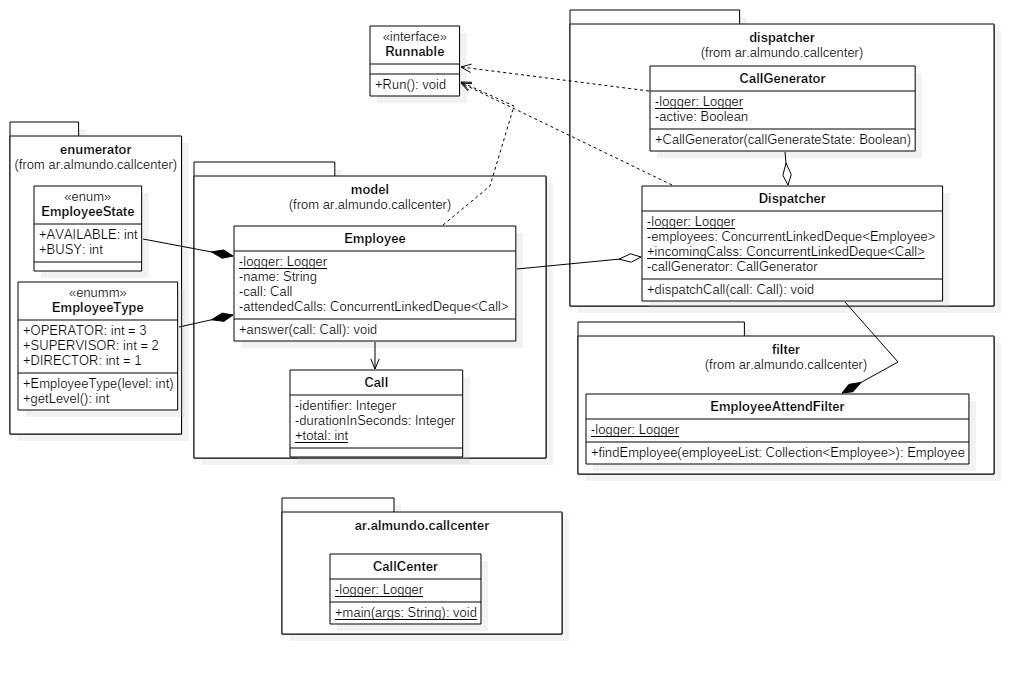 «interface»
Runnable
+Run(): void
dispatcher
(from ar.almundo.callcenter)
CallGenerator
-logger: Logger
-active: Boolean
+CallGenerator(callGenerateState: Boolean)
Dispatcher
-logger: Logger
-employees: ConcurrentLinkedDeque<Employee>
+incomingCalss: ConcurrentLinkedDeque<Call>
-callGenerator: CallGenerator
+dispatchCall(call: Call): void
enumerator
(from ar.almundo.callcenter)
«enum»
EmployeeState
+AVAILABLE: int
+BUSY: int
«enumm»
EmployeeType
+OPERATOR: int = 3
+SUPERVISOR: int = 2
+DIRECTOR: int = 1
+EmployeeType(level: int)
+getLevel(): int
model
(from ar.almundo.callcenter)
Employee
-logger: Logger
-name: String
-call: Call
-attendedCalls: ConcurrentLinkedDeque<Call>
+answer(call: Call): void
Call
-identifier: Integer
-durationInSeconds: Integer
+total: int
filter
(from ar.almundo.callcenter)
EmployeeAttendFilter
-logger: Logger
+findEmployee(employeeList: Collection<Employee>): Employee
ar.almundo.callcenter
CallCenter
-logger: Logger
+main(args: String): void